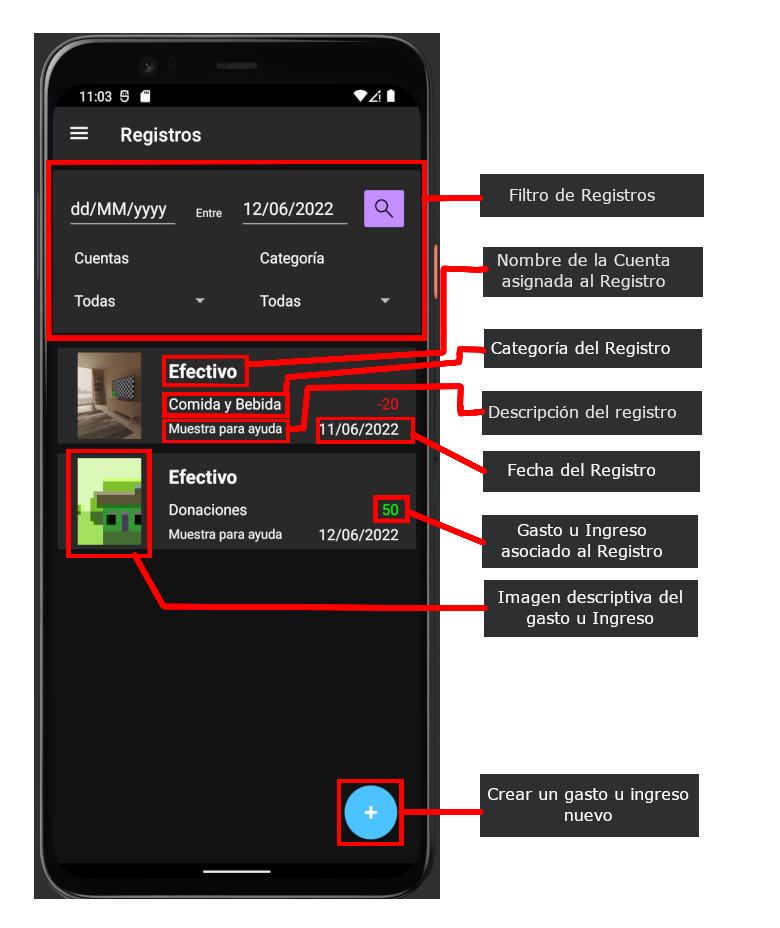 11:03
Registros
dd/MM/yyyy Entre 12/06/2022
Cuentas Categoría
Todas Todas
Efectivo
Comida y Bebida -20
Muestra para ayuda 11/06/2022
Efectivo
Donaciones 50
Muestra para ayuda 12/06/2022
+
Filtro de Registros
Nombre de la Cuenta
asignada al Registro
Categoría del Registro
Descripción del registro
Fecha del Registro
Gasto u Ingreso
asociado al Registro
Imagen descriptiva del
gasto u Ingreso
Crear un gasto u ingreso
nuevo